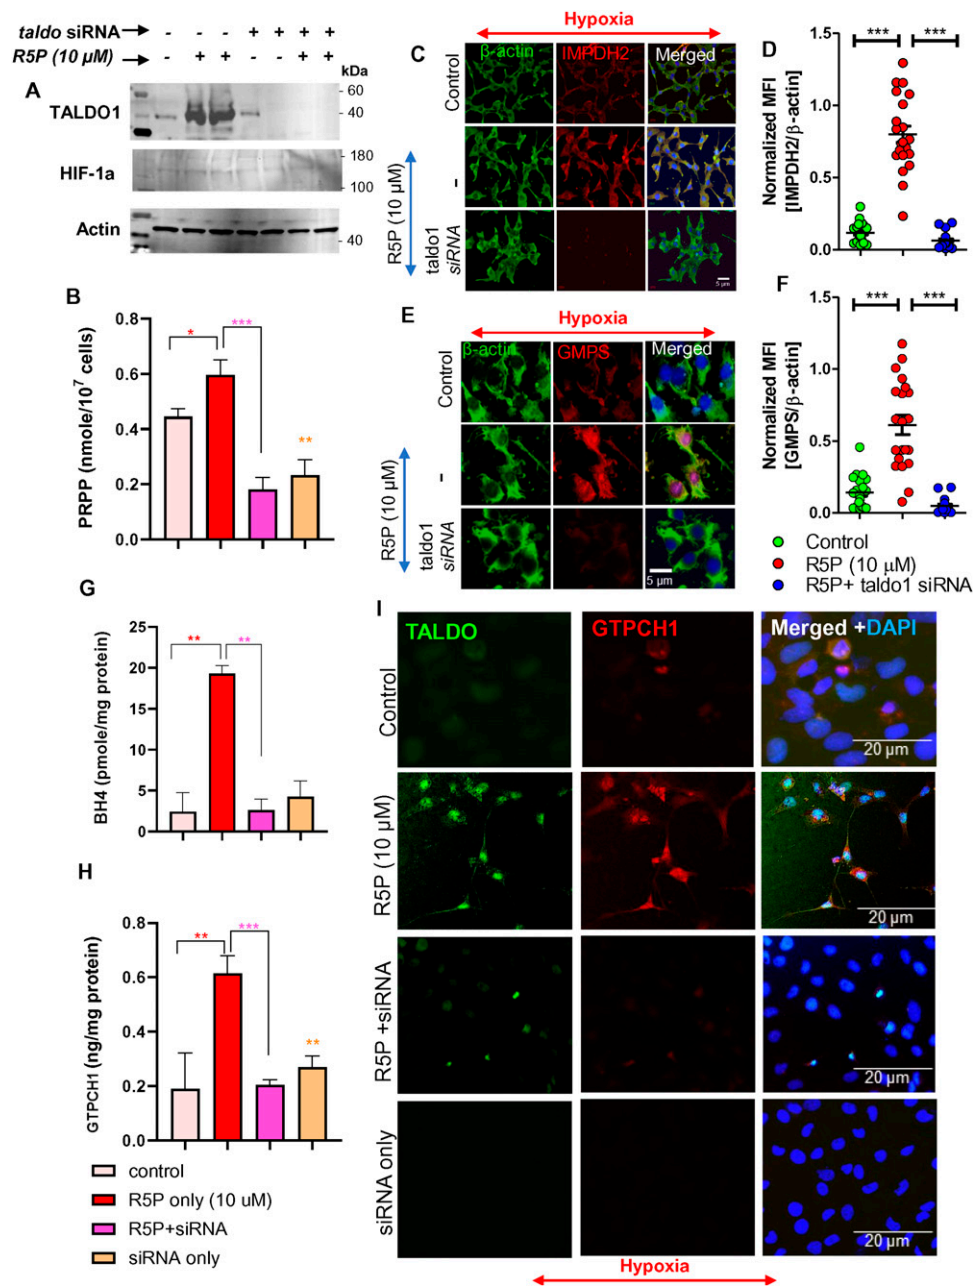 taldo siRNA - - - + + + +
R5P (10 µM) - + + - - + +
A
kDa
TALDO1
60
40
HIF-1a
180
100
Actin
40
B
PRPP (nmole/10⁷ cells)
0.8
0.6
0.4
0.2
0.0
*
***
**
C
Hypoxia
β-actin IMPDH2 Merged
Control
R5P (10 µM)
-
taldo1 siRNA
5 µm
D
Normalized MFI
[IMPDH2/β-actin]
1.5
1.0
0.5
0.0
*** ***
E
Hypoxia
β-actin GMPS Merged
Control
R5P (10 µM)
-
taldo1 siRNA
5 µm
F
Normalized MFI
[GMPS/β-actin]
1.5
1.0
0.5
0.0
*** ***
Control
R5P (10 µM)
R5P+ taldo1 siRNA
G
BH4 (pmole/mg protein)
25
20
15
10
5
0
** **
H
GTPCH1 (ng/mg protein)
0.8
0.6
0.4
0.2
0.0
**
***
**
control
R5P only (10 uM)
R5P+siRNA
siRNA only
I
TALDO GTPCH1 Merged +DAPI
Control
20 µm
R5P (10 µM)
20 µm
R5P +siRNA
20 µm
siRNA only
20 µm
Hypoxia